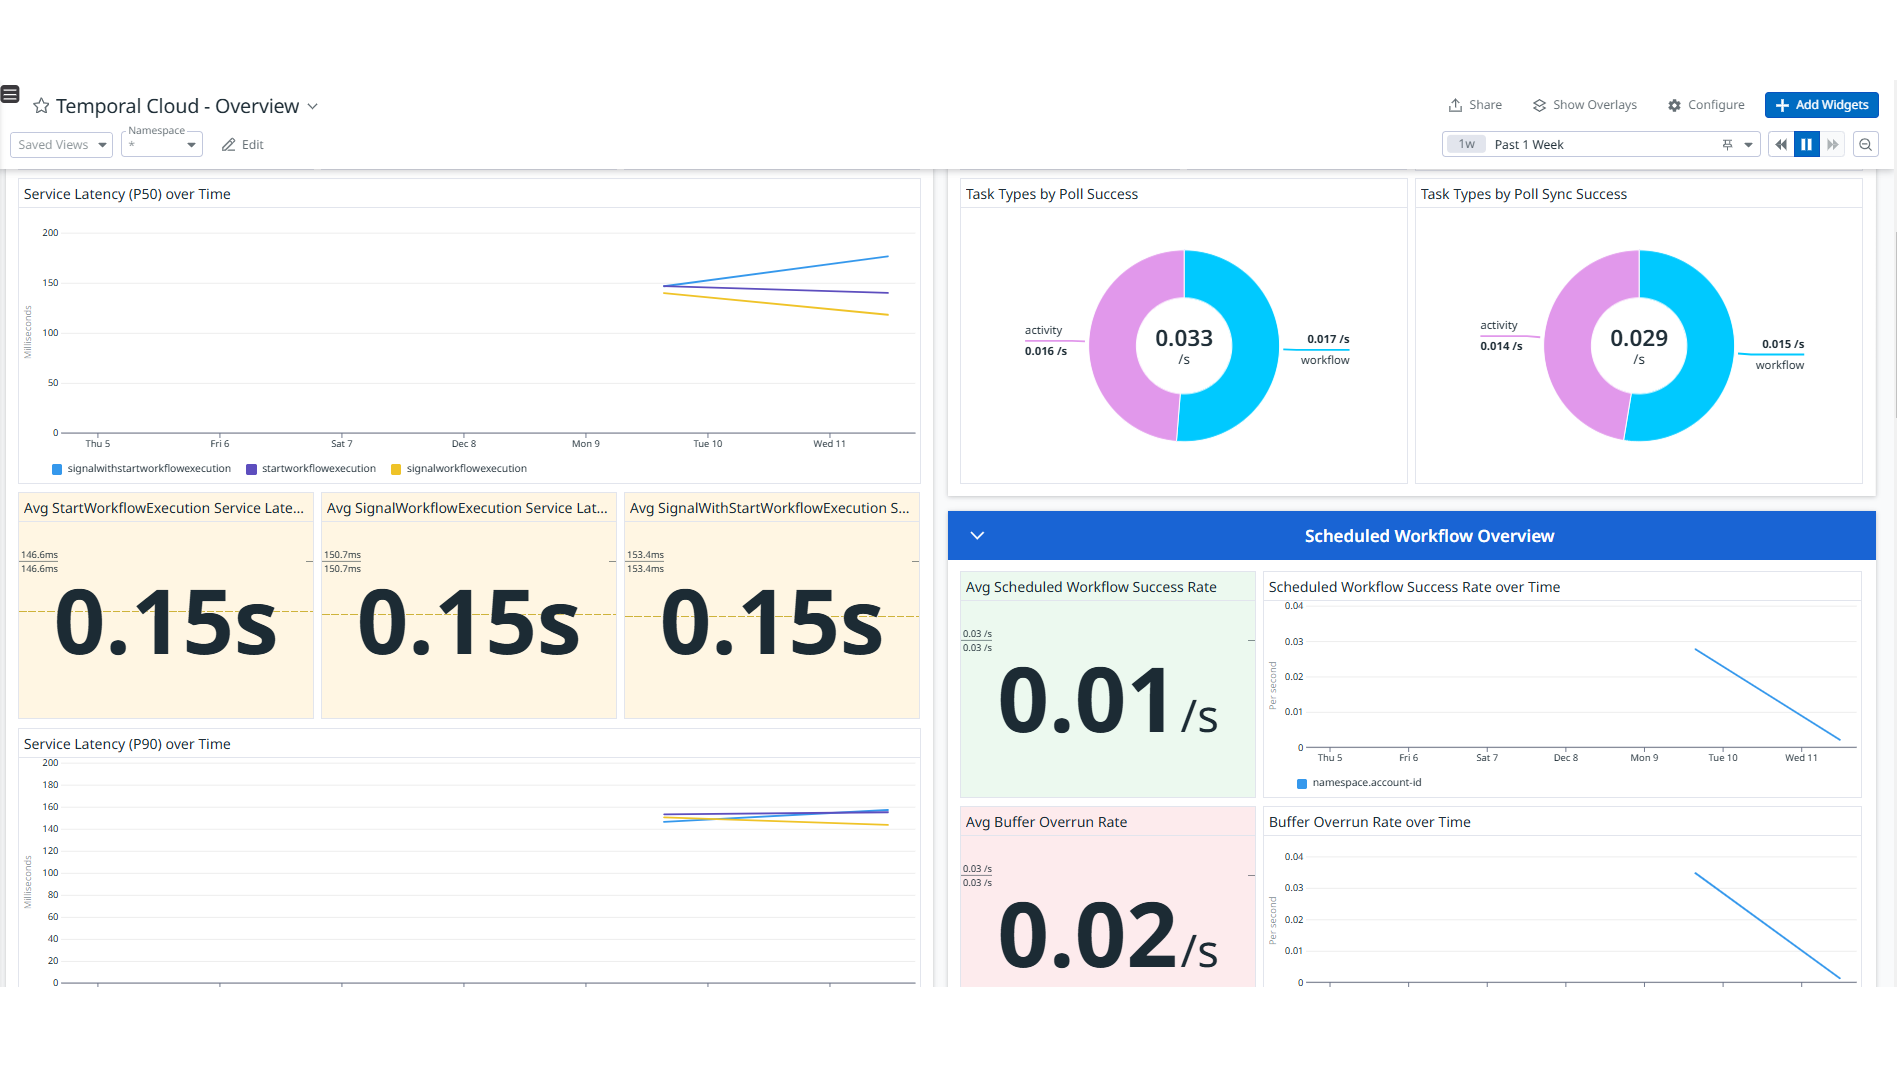 Temporal Cloud - Overview
Share
Show Overlays
Configure
Add Widgets
Saved Views
Namespace
*
Edit
1w
Past 1 Week
Service Latency (P50) over Time
Milliseconds
200
150
100
50
0
Thu 5
Fri 6
Sat 7
Dec 8
Mon 9
Tue 10
Wed 11
signalwithstartworkflowexecution
startworkflowexecution
signalworkflowexecution
Avg StartWorkflowExecution Service Late...
146.6ms
146.6ms
0.15s
Avg SignalWorkflowExecution Service Lat...
150.7ms
150.7ms
0.15s
Avg SignalWithStartWorkflowExecution S...
153.4ms
153.4ms
0.15s
Service Latency (P90) over Time
Milliseconds
200
180
160
140
120
100
80
60
40
20
0
Task Types by Poll Success
activity
0.016 /s
0.033
/s
0.017 /s
workflow
Task Types by Poll Sync Success
activity
0.014 /s
0.029
/s
0.015 /s
workflow
Scheduled Workflow Overview
Avg Scheduled Workflow Success Rate
0.03 /s
0.03 /s
0.01/s
Scheduled Workflow Success Rate over Time
Per second
0.04
0.03
0.02
0.01
0
Thu 5
Fri 6
Sat 7
Dec 8
Mon 9
Tue 10
Wed 11
namespace.account-id
Avg Buffer Overrun Rate
0.03 /s
0.03 /s
0.02/s
Buffer Overrun Rate over Time
Per second
0.04
0.03
0.02
0.01
0